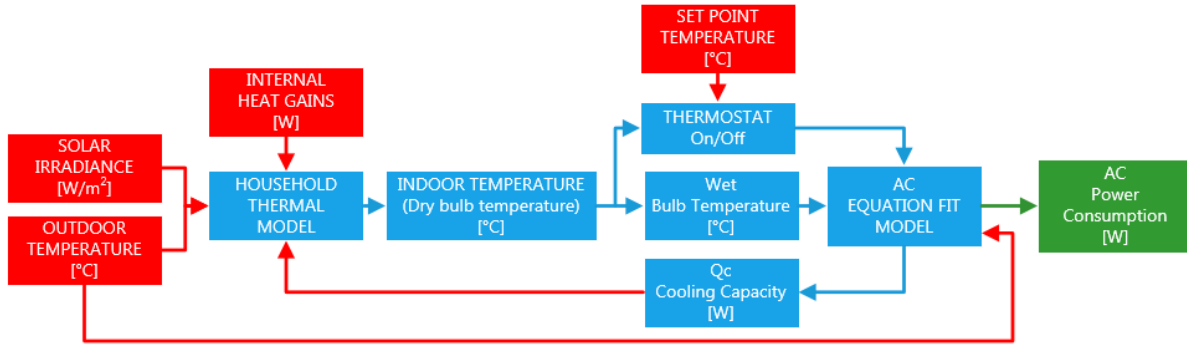 SET POINT
TEMPERATURE
[°C]
INTERNAL
HEAT GAINS
[W]
THERMOSTAT
On/Off
SOLAR
IRRADIANCE
[W/m²]
HOUSEHOLD
THERMAL
MODEL
INDOOR TEMPERATURE
(Dry bulb temperature)
[°C]
Wet
Bulb Temperature
[°C]
AC
EQUATION FIT
MODEL
AC
Power
Consumption
[W]
OUTDOOR
TEMPERATURE
[°C]
Qc
Cooling Capacity
[W]